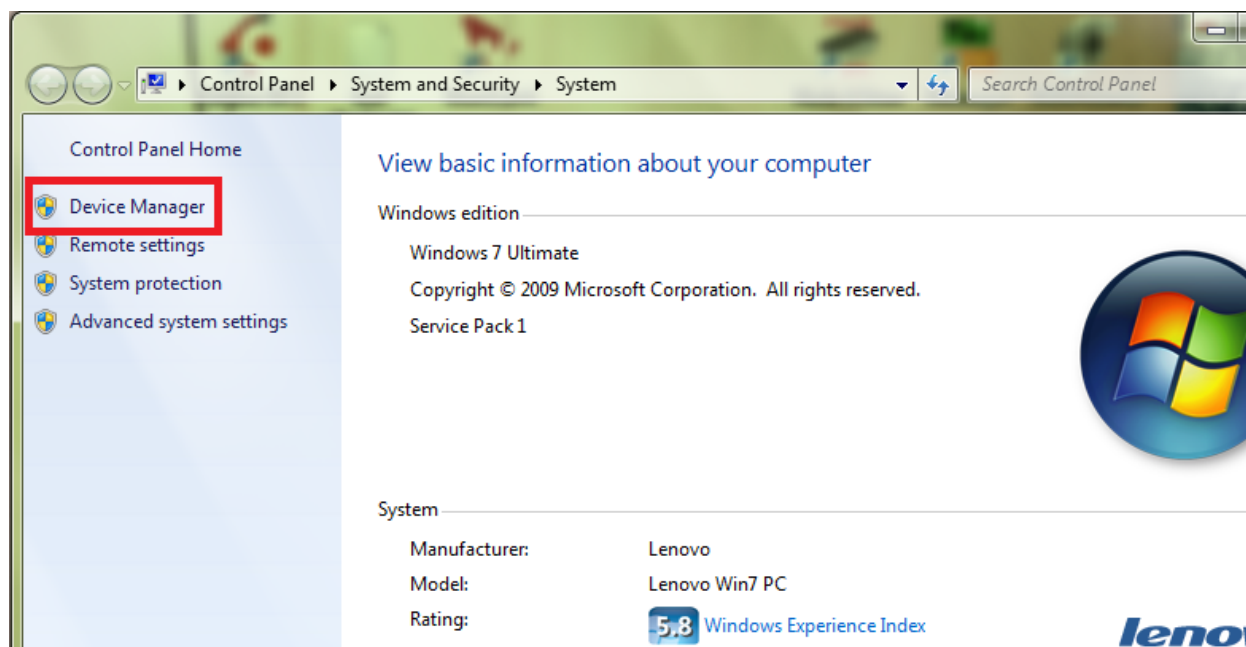 Control Panel ▸ System and Security ▸ System
Search Control Panel
Control Panel Home
Device Manager
Remote settings
System protection
Advanced system settings
View basic information about your computer
Windows edition
Windows 7 Ultimate
Copyright © 2009 Microsoft Corporation. All rights reserved.
Service Pack 1
System
Manufacturer: Lenovo
Model: Lenovo Win7 PC
Rating: 5,8 Windows Experience Index